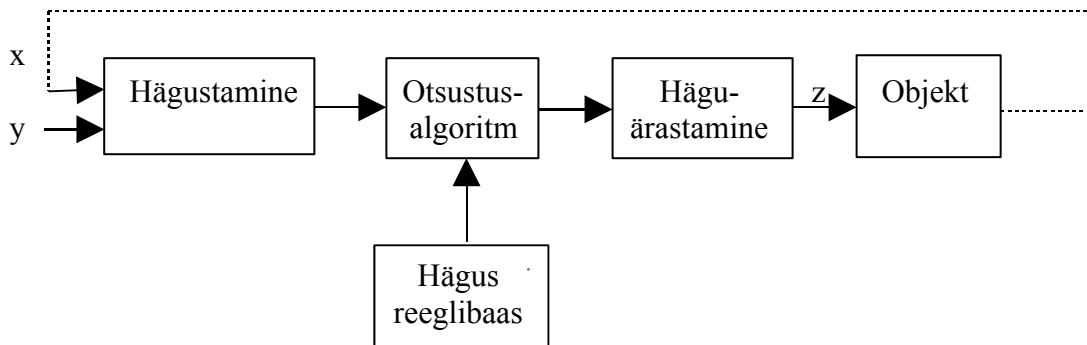 x
y
Hägustamine
Otsustus-
algoritm
Hägu-
ärastamine
z
Objekt
Hägus
reeglibaas